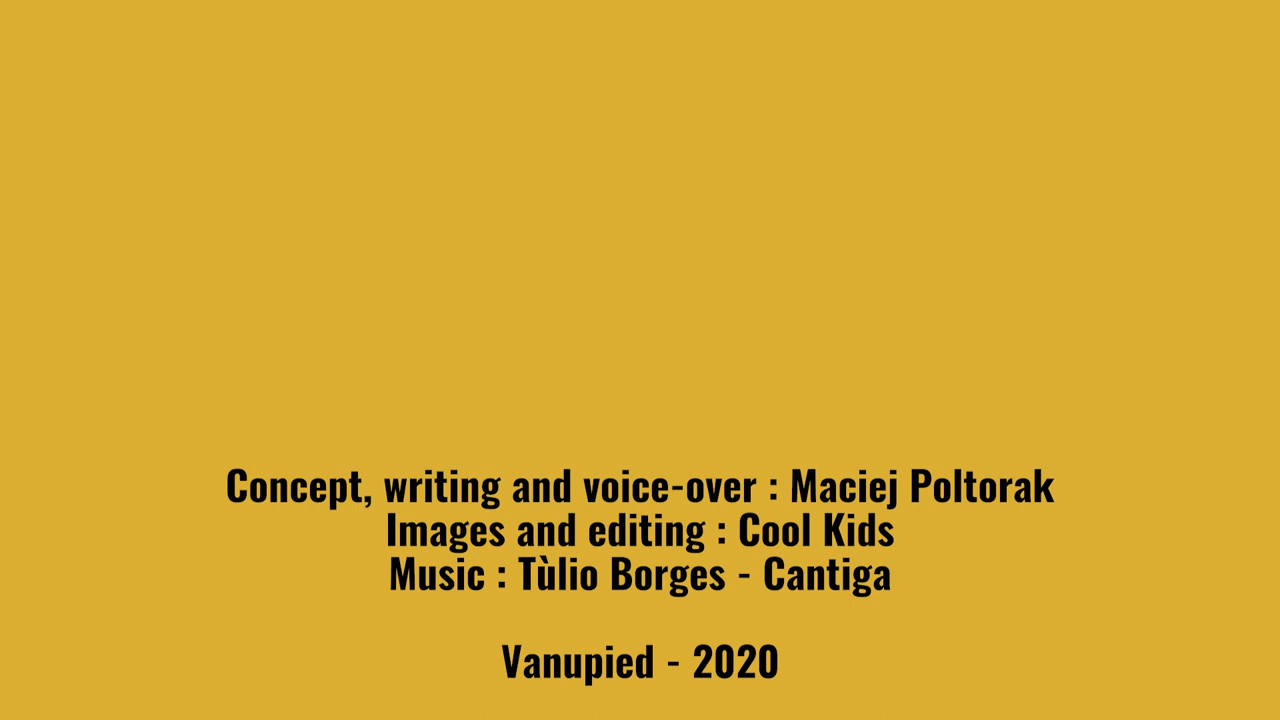 Concept, writing and voice-over : Maciej Poltorak
Images and editing : Cool Kids
Music : Tùlio Borges - Cantiga
Vanupied - 2020